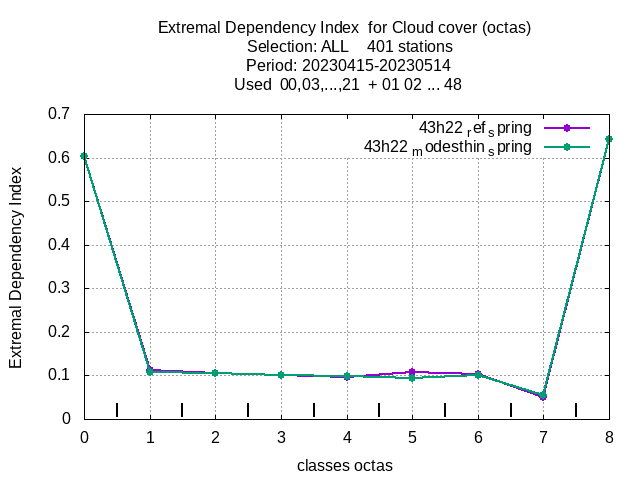 Extremal Dependency Index  for Cloud cover (octas)
Selection: ALL    401 stations
Period: 20230415-20230514
Used  00,03,...,21  + 01 02 ... 48
43h22 ref spring
43h22 modesthin spring
Extremal Dependency Index
0.7
0.6
0.5
0.4
0.3
0.2
0.1
0
0 1 2 3 4 5 6 7 8
classes octas